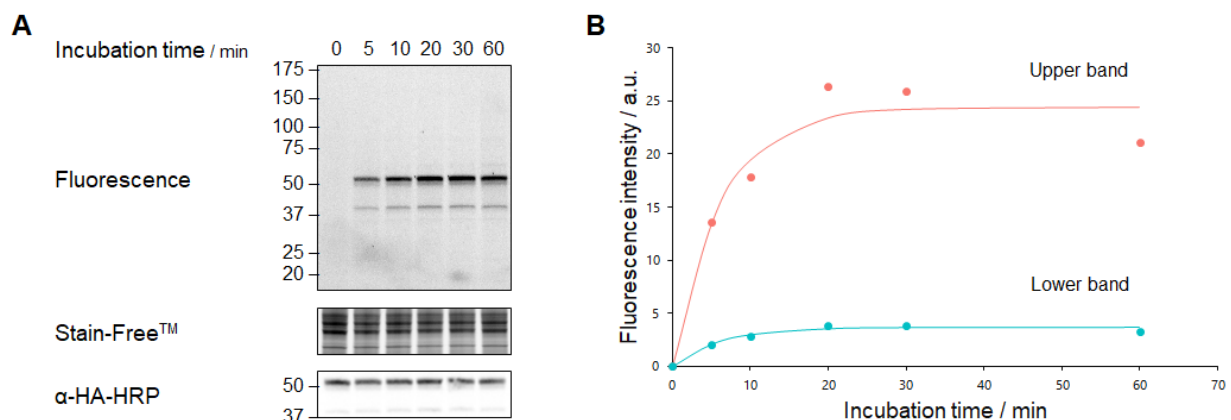 A
Incubation time / min 0 5 10 20 30 60
175
150
100
75
Fluorescence
50
37
25
20
Stain-Free™
α-HA-HRP
50
37
B
Fluorescence intensity / a.u.
30
25
20
15
10
5
0
Upper band
Lower band
0 10 20 30 40 50 60 70
Incubation time / min